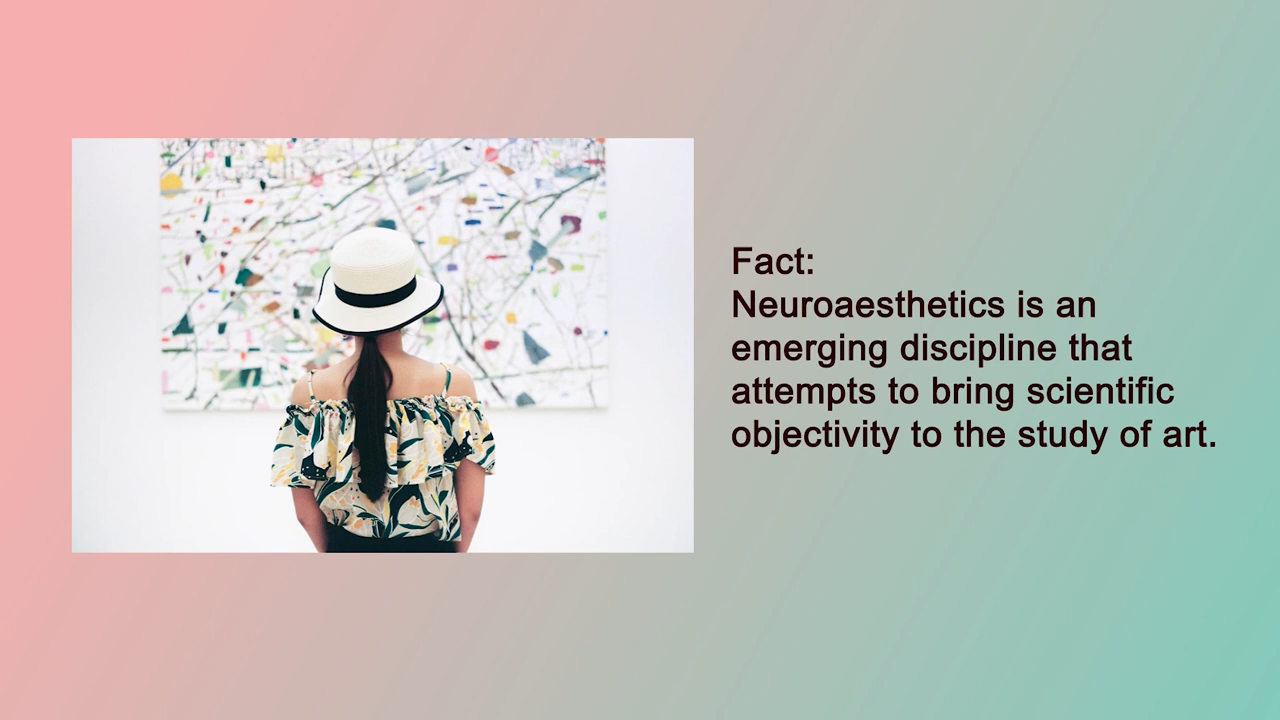 Fact:
Neuroaesthetics is an
emerging discipline that
attempts to bring scientific
objectivity to the study of art.